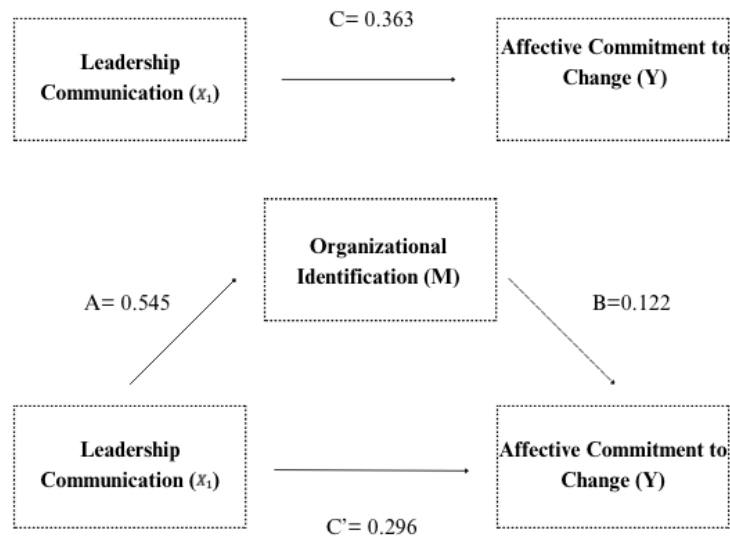 C= 0.363
Leadership
Communication (X₁)
Affective Commitment to
Change (Y)
Organizational
Identification (M)
A= 0.545
B=0.122
Leadership
Communication (X₁)
Affective Commitment to
Change (Y)
C’= 0.296